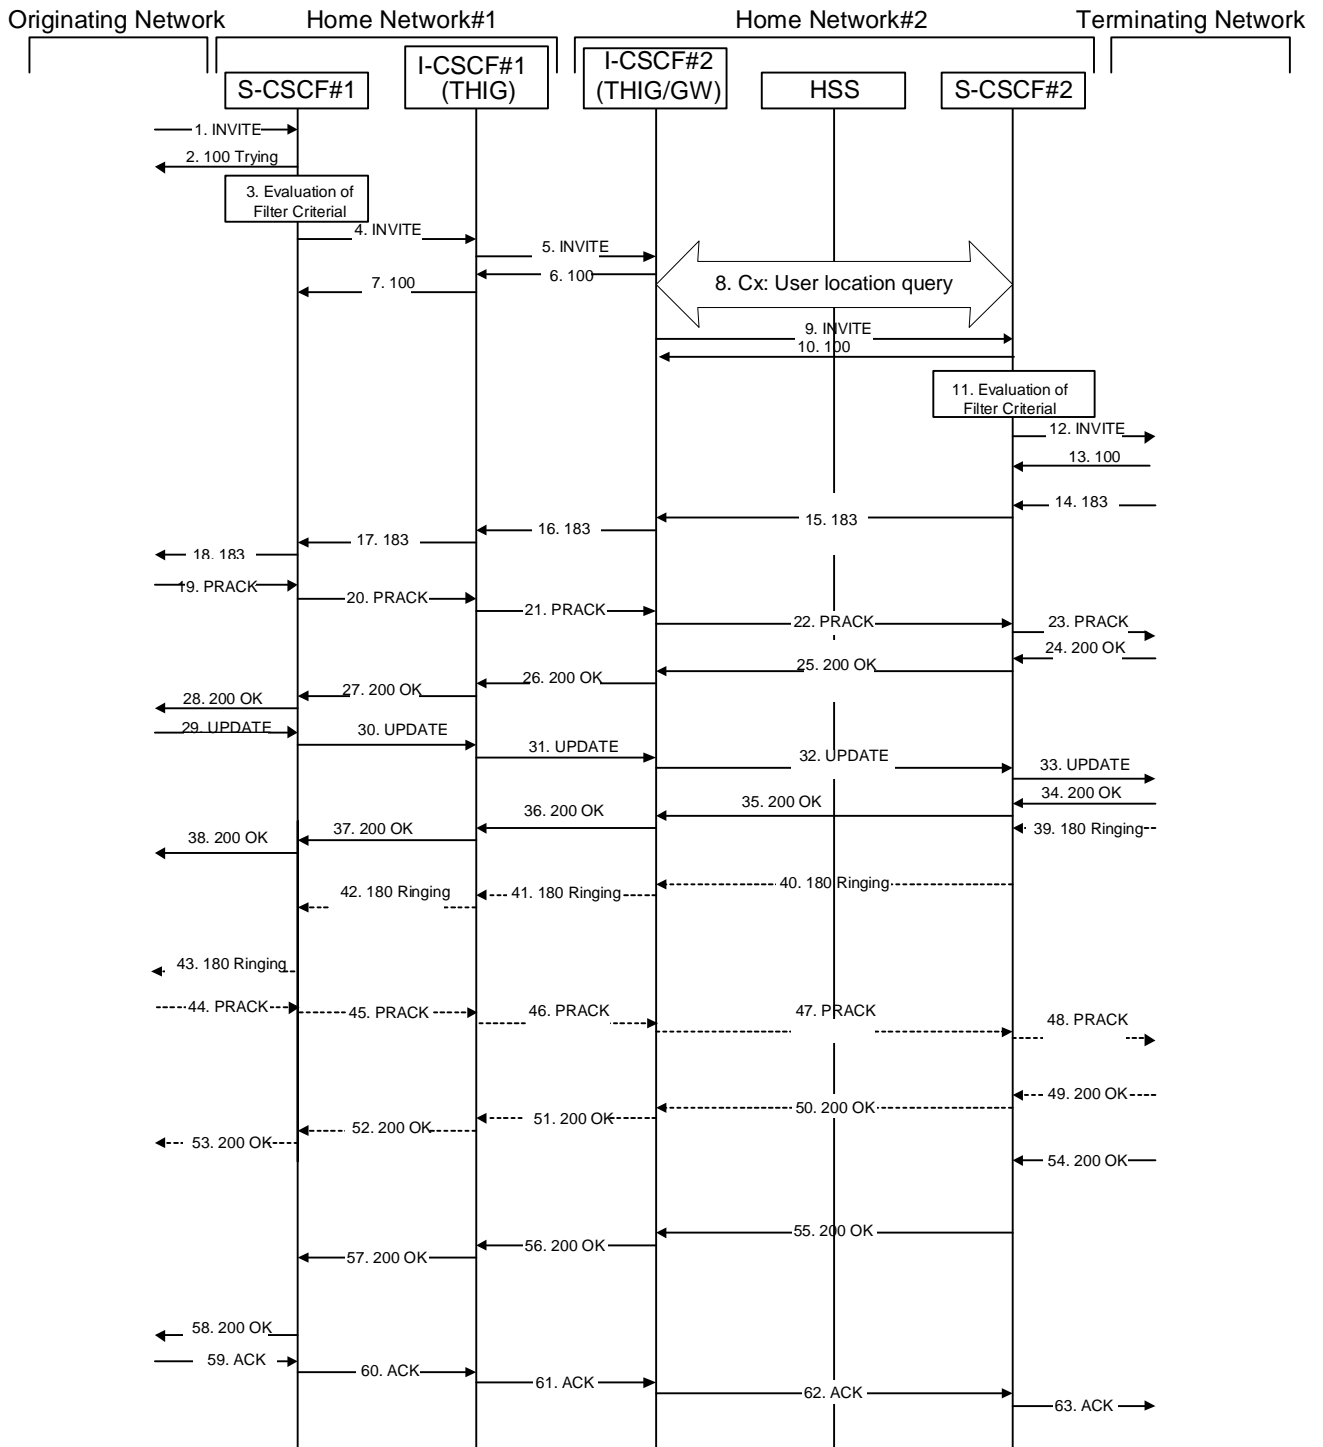 Originating Network
Home Network#1
Home Network#2
Terminating Network
S-CSCF#1
I-CSCF#1
(THIG)
I-CSCF#2
(THIG/GW)
HSS
S-CSCF#2
1. INVITE
2. 100 Trying
3. Evaluation of
Filter Criterial
4. INVITE
5. INVITE
6. 100
7. 100
8. Cx: User location query
9. INVITE
10. 100
11. Evaluation of
Filter Criterial
12. INVITE
13. 100
14. 183
15. 183
16. 183
17. 183
18. 183
19. PRACK
20. PRACK
21. PRACK
22. PRACK
23. PRACK
24. 200 OK
25. 200 OK
26. 200 OK
27. 200 OK
28. 200 OK
29. UPDATE
30. UPDATE
31. UPDATE
32. UPDATE
33. UPDATE
34. 200 OK
35. 200 OK
36. 200 OK
37. 200 OK
38. 200 OK
39. 180 Ringing
40. 180 Ringing
41. 180 Ringing
42. 180 Ringing
43. 180 Ringing
44. PRACK
45. PRACK
46. PRACK
47. PRACK
48. PRACK
49. 200 OK
50. 200 OK
51. 200 OK
52. 200 OK
53. 200 OK
54. 200 OK
55. 200 OK
56. 200 OK
57. 200 OK
58. 200 OK
59. ACK
60. ACK
61. ACK
62. ACK
63. ACK